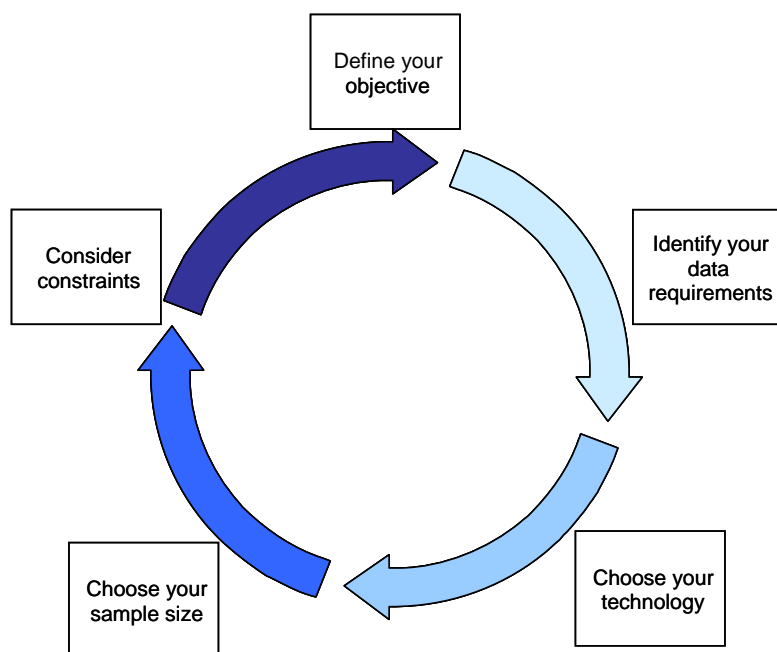 Define your
objective
Identify your
data
requirements
Choose your
technology
Choose your
sample size
Consider
constraints